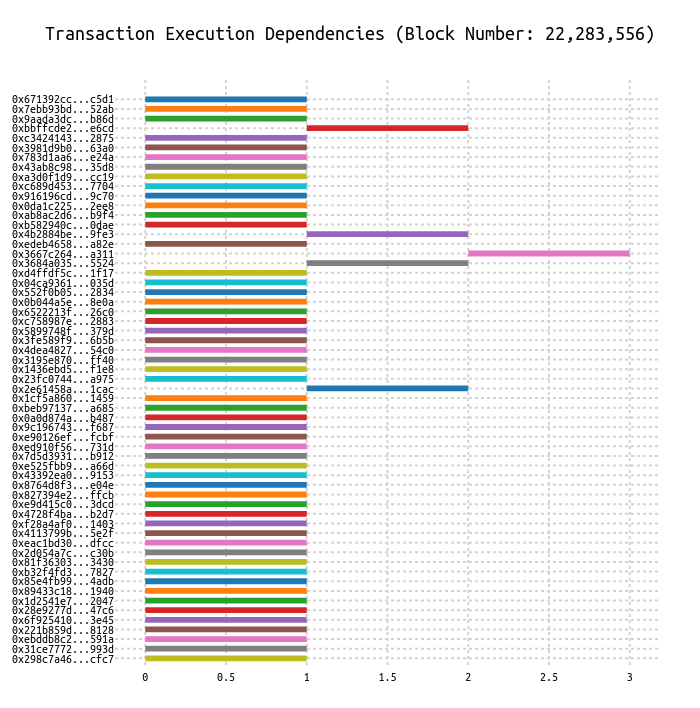 Transaction Execution Dependencies (Block Number: 22,283,556)
0x671392cc...c5d1
0x7ebb93bd...52ab
0x9aada3dc...b86d
0xbbffcde2...e6cd
0xc3424143...2875
0x3981d9b0...63a0
0x783d1aa6...e24a
0x43ab8c98...35d8
0xa3d0f1d9...cc19
0xc689d453...7704
0x916196cd...9c70
0x0da1c225...2ee8
0xab8ac2d6...b9f4
0xb582940c...0dae
0x4b2884be...9fe3
0xedeb4658...a82e
0x3667c264...a311
0x3684a035...5524
0xd4ffdf5c...1f17
0x04ca9361...035d
0x552f0b05...2834
0x0b044a5e...8e0a
0x6522213f...26c0
0xc758987e...2883
0x5899748f...379d
0x3fe589f9...6b5b
0x4dea4827...54c0
0x3195e870...ff40
0x1436ebd5...f1e8
0x23fc0744...a975
0x2e61458a...1cac
0x1cf5a860...1459
0xbeb97137...a685
0x0a0d874a...b487
0x9c196743...f687
0xe90126ef...fcbf
0xed910f56...731d
0x7d5d3931...b912
0xe525fbb9...a66d
0x43392ea0...9153
0x8764d8f3...e04e
0x827394e2...ffcb
0xe9d415c0...3dcd
0x4728f4ba...b2d7
0xf28a4af0...1403
0x4113799b...5e2f
0xeac1bd30...dfcc
0x2d054a7c...c30b
0x81f36303...3430
0xb32f4fd3...7827
0x85e4fb99...4adb
0x89433c18...1940
0x1d2541e7...2047
0x28e9277d...47c6
0x6f925410...3e45
0x221b859d...8128
0xebddb8c2...591a
0x31ce7772...993d
0x298c7a46...cfc7
0 0.5 1 1.5 2 2.5 3